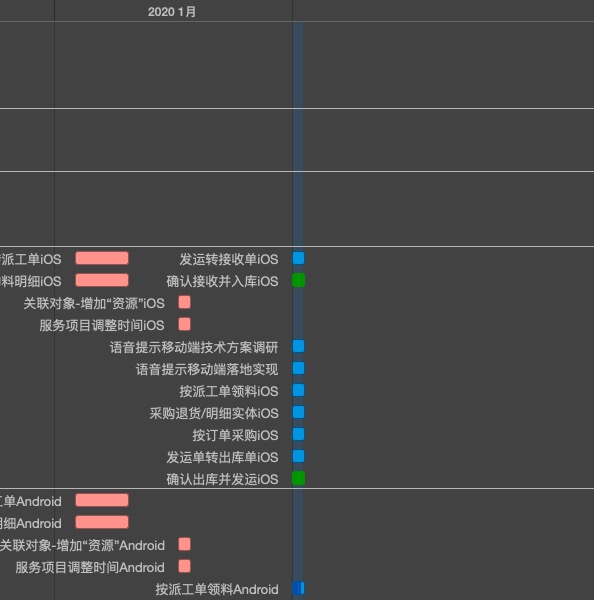 2020 1月
派工单iOS
发运转接收单iOS
料明细iOS
确认接收并入库iOS
关联对象-增加“资源”iOS
服务项目调整时间iOS
语音提示移动端技术方案调研
语音提示移动端落地实现
按派工单领料iOS
采购退货/明细实体iOS
按订单采购iOS
发运单转出库单iOS
确认出库并发运iOS
单Android
细Android
关联对象-增加“资源”Android
服务项目调整时间Android
按派工单领料Android